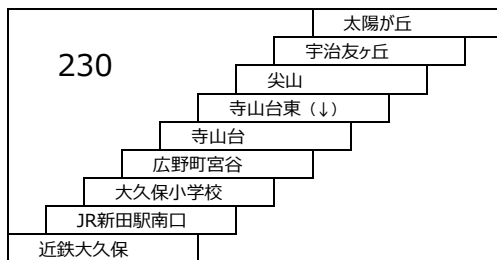 太陽が丘
宇治友ヶ丘
230
尖山
寺山台東（↓）
寺山台
広野町宮谷
大久保小学校
JR新田駅南口
近鉄大久保